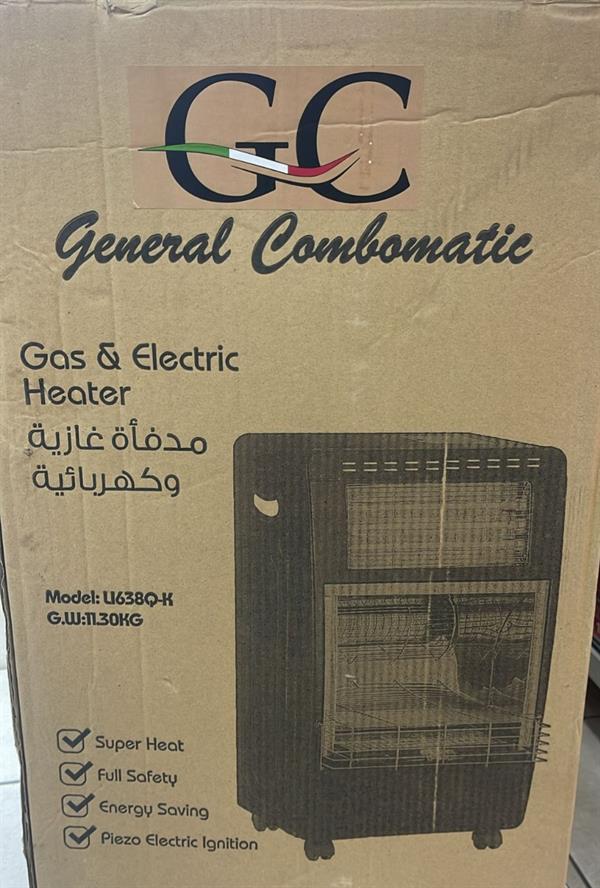 GC
General Combomatic
Gas & Electric
Heater
مدفأة غازية
وكهربائية
Model: L1638Q-K
G.W:11.30KG
Super Heat
Full Safety
Energy Saving
Piezo Electric Ignition